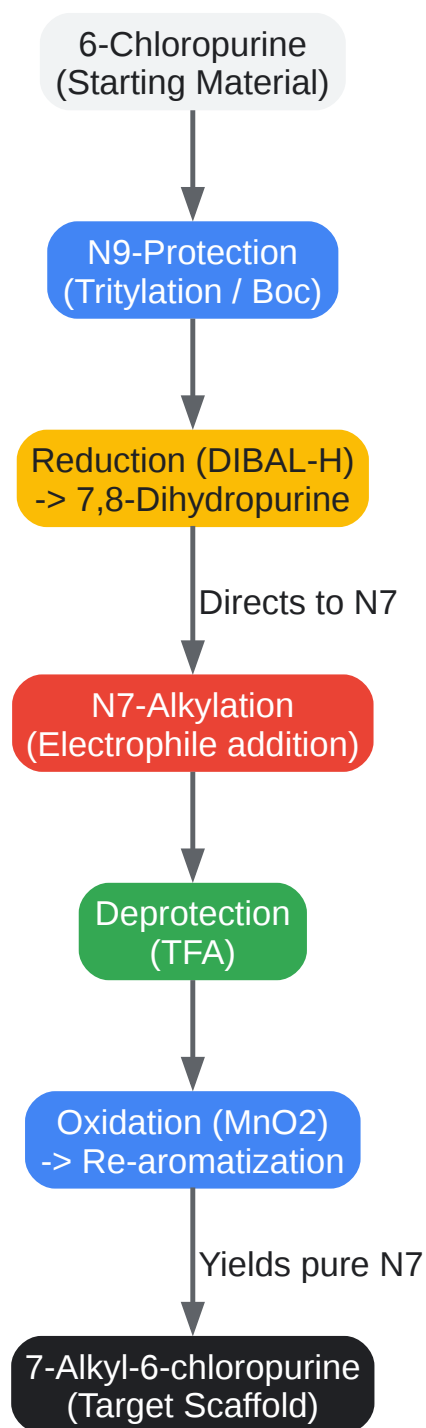 6-Chloropurine
(Starting Material)
N9-Protection
(Tritylation / Boc)
Reduction (DIBAL-H)
-> 7,8-Dihydropurine
Directs to N7
N7-Alkylation
(Electrophile addition)
Deprotection
(TFA)
Oxidation (MnO2)
-> Re-aromatization
Yields pure N7
7-Alkyl-6-chloropurine
(Target Scaffold)